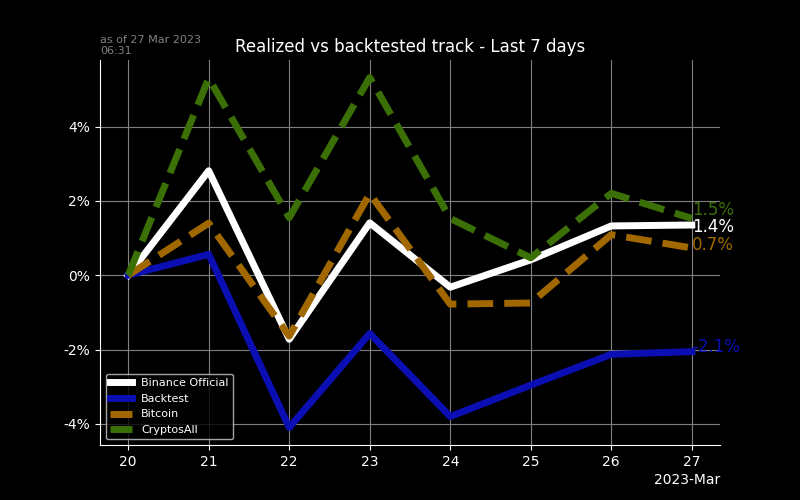 as of 27 Mar 2023
06:31
Realized vs backtested track - Last 7 days
4%
2%
0%
-2%
-4%
1.5%
1.4%
0.7%
-2.1%
Binance Official
Backtest
Bitcoin
CryptosAll
20 21 22 23 24 25 26 27
2023-Mar